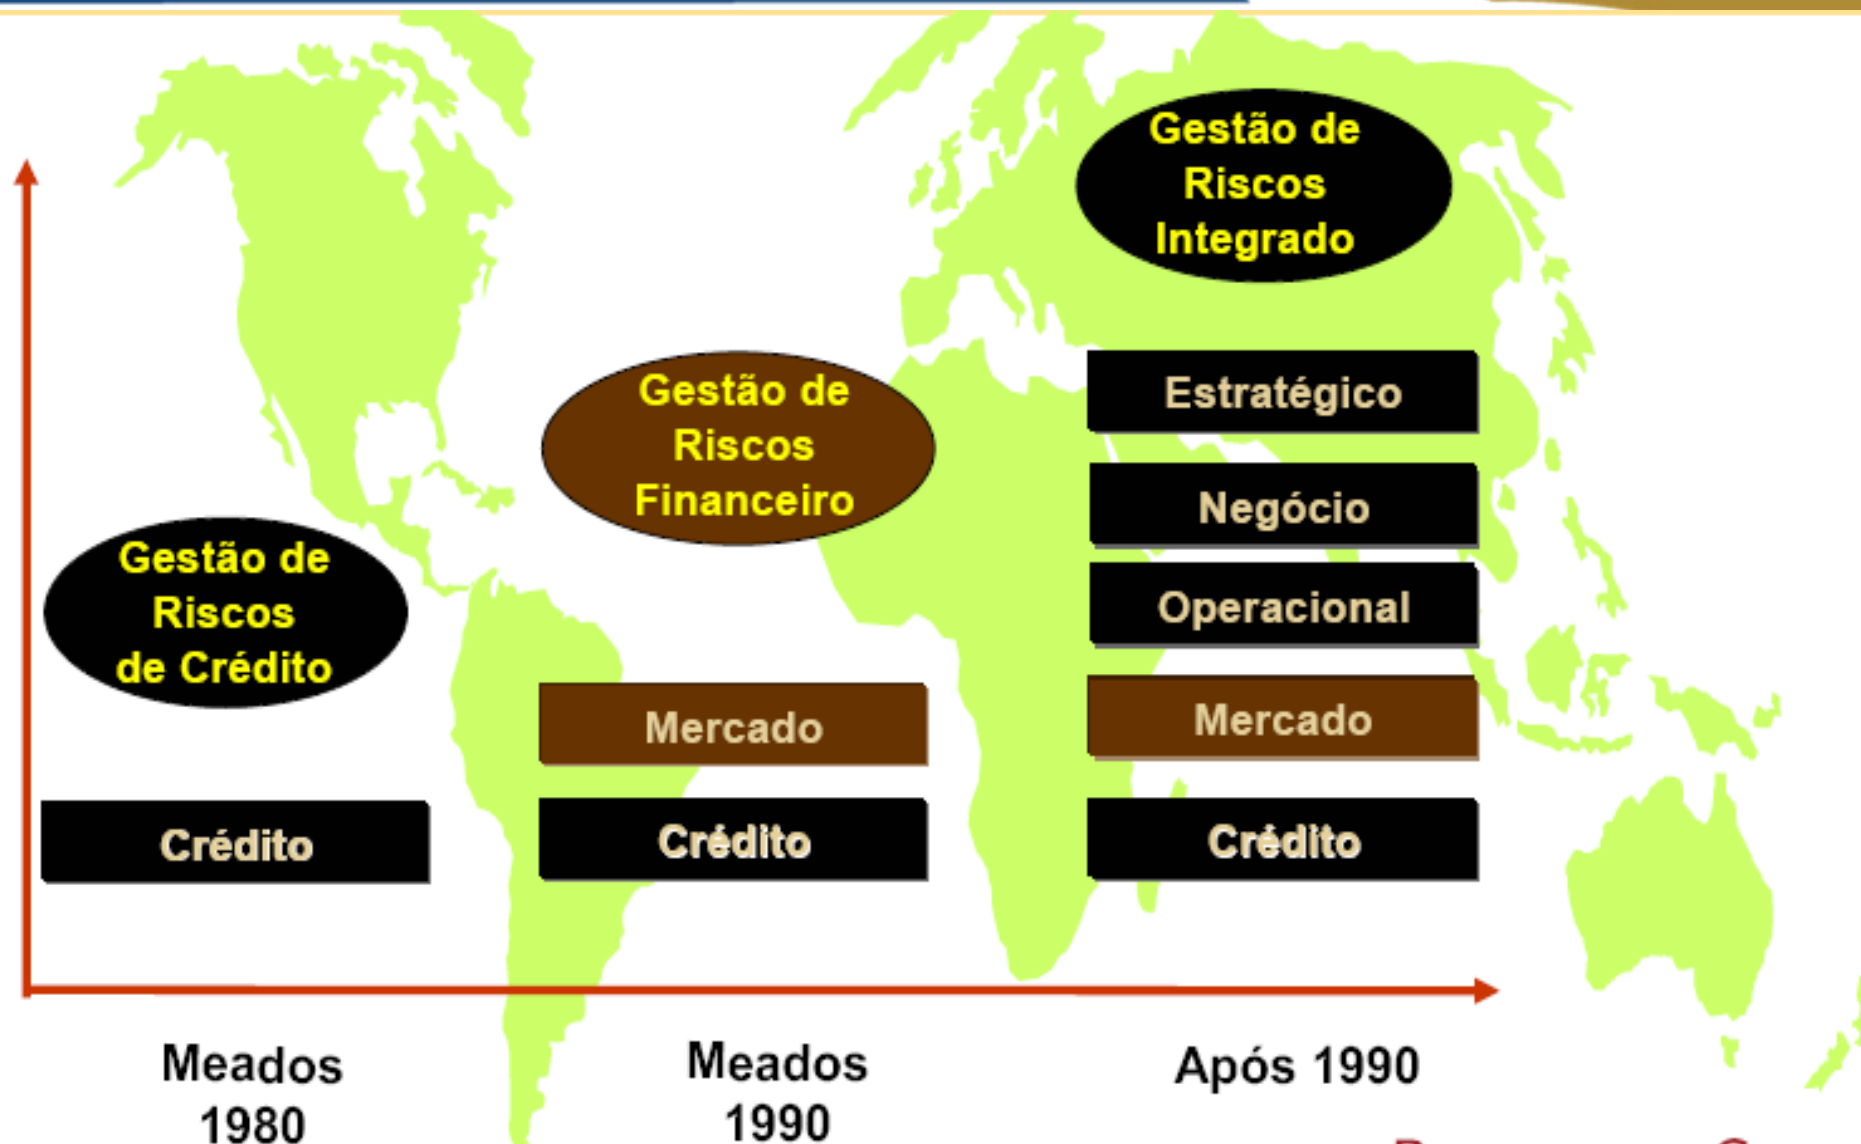 Gestão de
Riscos
Integrado
Gestão de
Riscos
Financeiro
Gestão de
Riscos
de Crédito
Estratégico
Negócio
Operacional
Mercado
Mercado
Crédito
Crédito
Crédito
Meados
1980
Meados
1990
Após 1990